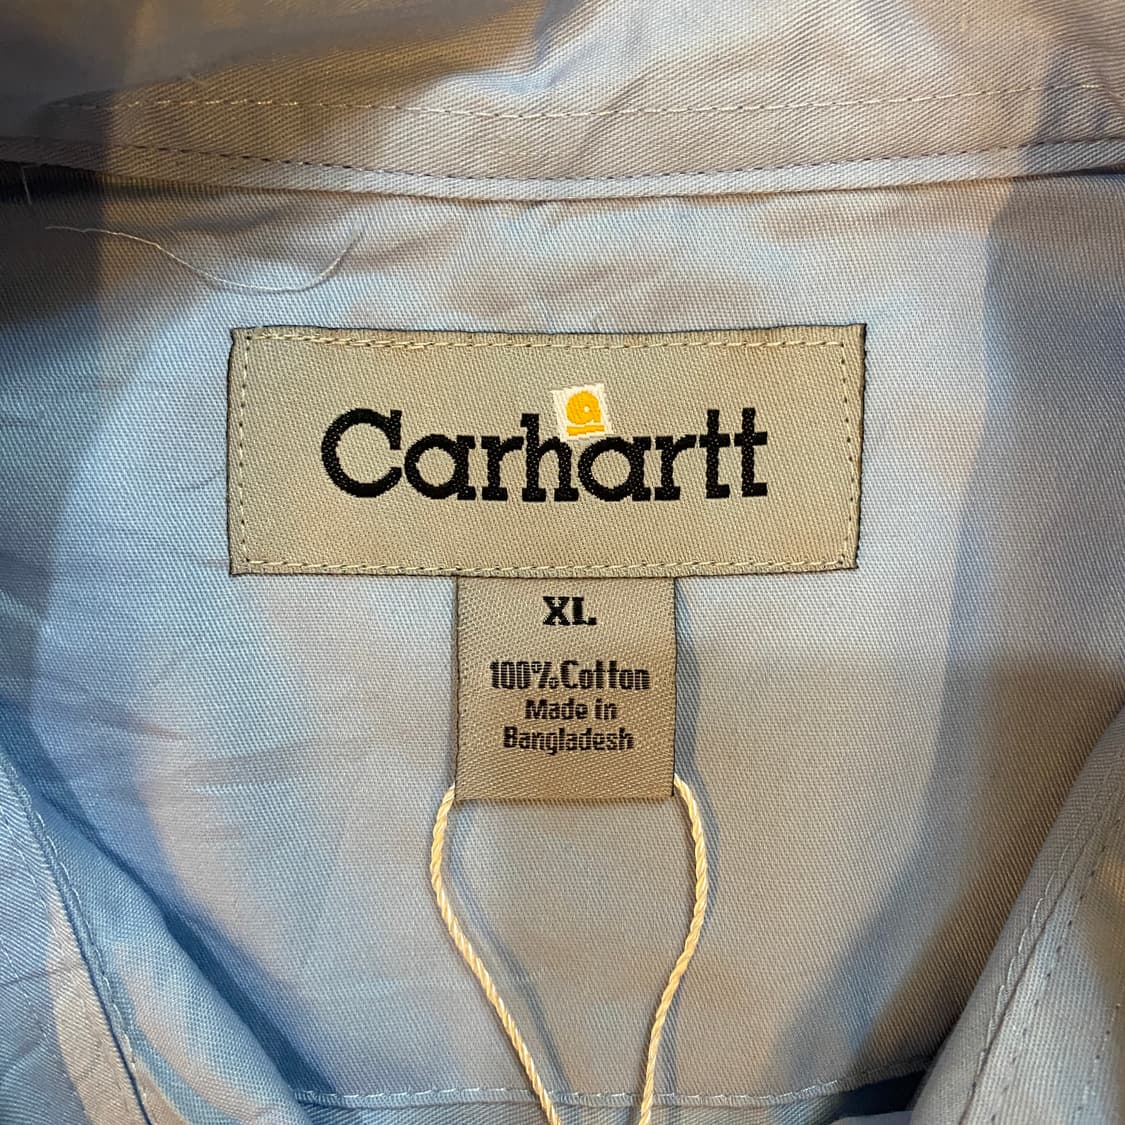 Carhartt
XL
100% Cotton
Made in
Bangladesh